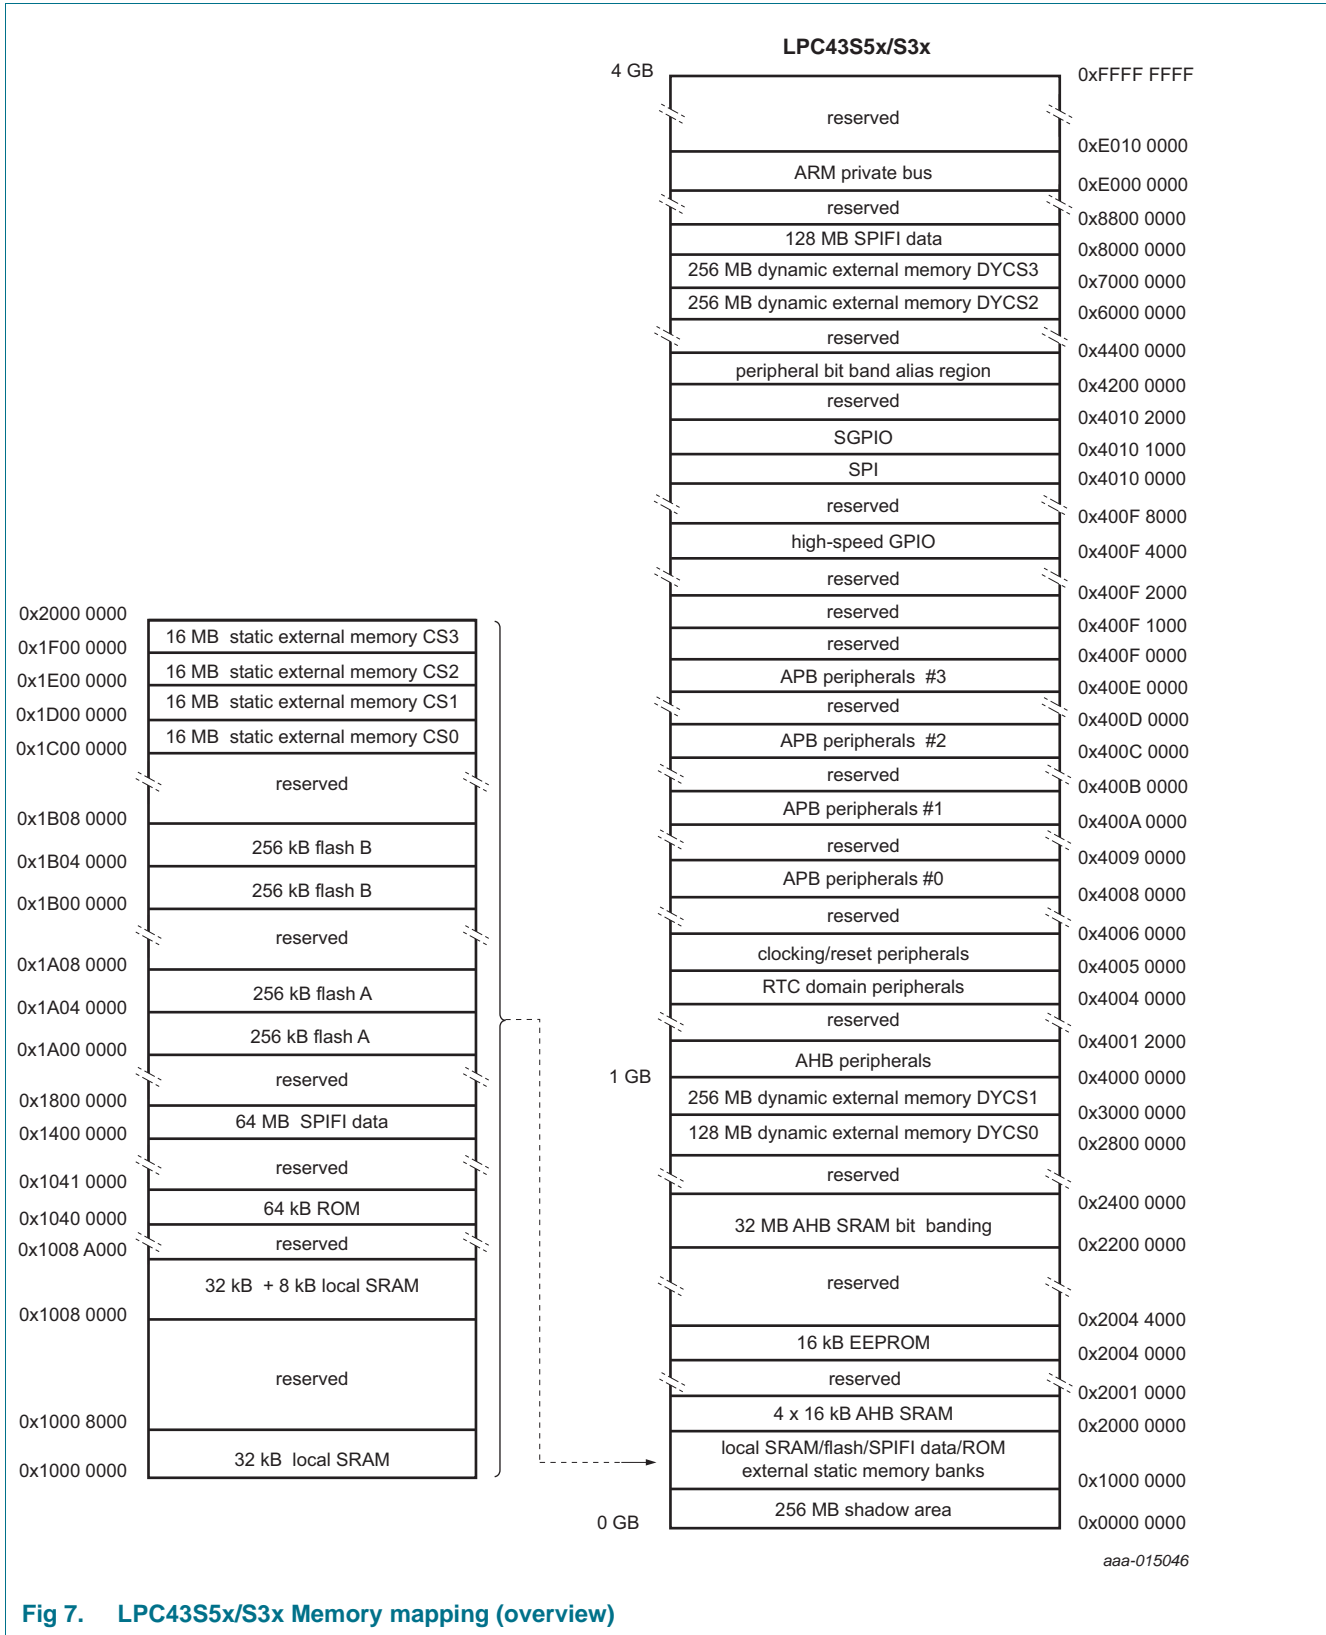 LPC43S5x/S3x
4 GB
0xFFFF FFFF
reserved
0xE010 0000
ARM private bus
0xE000 0000
reserved
0x8800 0000
128 MB SPIFI data
0x8000 0000
256 MB dynamic external memory DYCS3
0x7000 0000
256 MB dynamic external memory DYCS2
0x6000 0000
reserved
0x4400 0000
peripheral bit band alias region
0x4200 0000
reserved
0x4010 2000
SGPIO
0x4010 1000
SPI
0x4010 0000
reserved
0x400F 8000
high-speed GPIO
0x400F 4000
reserved
0x400F 2000
reserved
0x400F 1000
reserved
0x400F 0000
APB peripherals #3
0x400E 0000
reserved
0x400D 0000
APB peripherals #2
0x400C 0000
reserved
0x400B 0000
APB peripherals #1
0x400A 0000
reserved
0x4009 0000
APB peripherals #0
0x4008 0000
reserved
0x4006 0000
clocking/reset peripherals
0x4005 0000
RTC domain peripherals
0x4004 0000
reserved
0x4001 2000
AHB peripherals
1 GB
0x4000 0000
256 MB dynamic external memory DYCS1
0x3000 0000
128 MB dynamic external memory DYCS0
0x2800 0000
reserved
0x2400 0000
32 MB AHB SRAM bit banding
0x2200 0000
reserved
0x2004 4000
16 kB EEPROM
0x2004 0000
reserved
0x2001 0000
4 x 16 kB AHB SRAM
0x2000 0000
local SRAM/flash/SPIFI data/ROM
external static memory banks
0x1000 0000
256 MB shadow area
0 GB
0x0000 0000
0x2000 0000
16 MB static external memory CS3
0x1F00 0000
16 MB static external memory CS2
0x1E00 0000
16 MB static external memory CS1
0x1D00 0000
16 MB static external memory CS0
0x1C00 0000
reserved
0x1B08 0000
256 kB flash B
0x1B04 0000
256 kB flash B
0x1B00 0000
reserved
0x1A08 0000
256 kB flash A
0x1A04 0000
256 kB flash A
0x1A00 0000
reserved
0x1800 0000
64 MB SPIFI data
0x1400 0000
reserved
0x1041 0000
64 kB ROM
0x1040 0000
reserved
0x1008 A000
32 kB + 8 kB local SRAM
0x1008 0000
reserved
0x1000 8000
32 kB local SRAM
0x1000 0000
aaa-015046
Fig 7. LPC43S5x/S3x Memory mapping (overview)